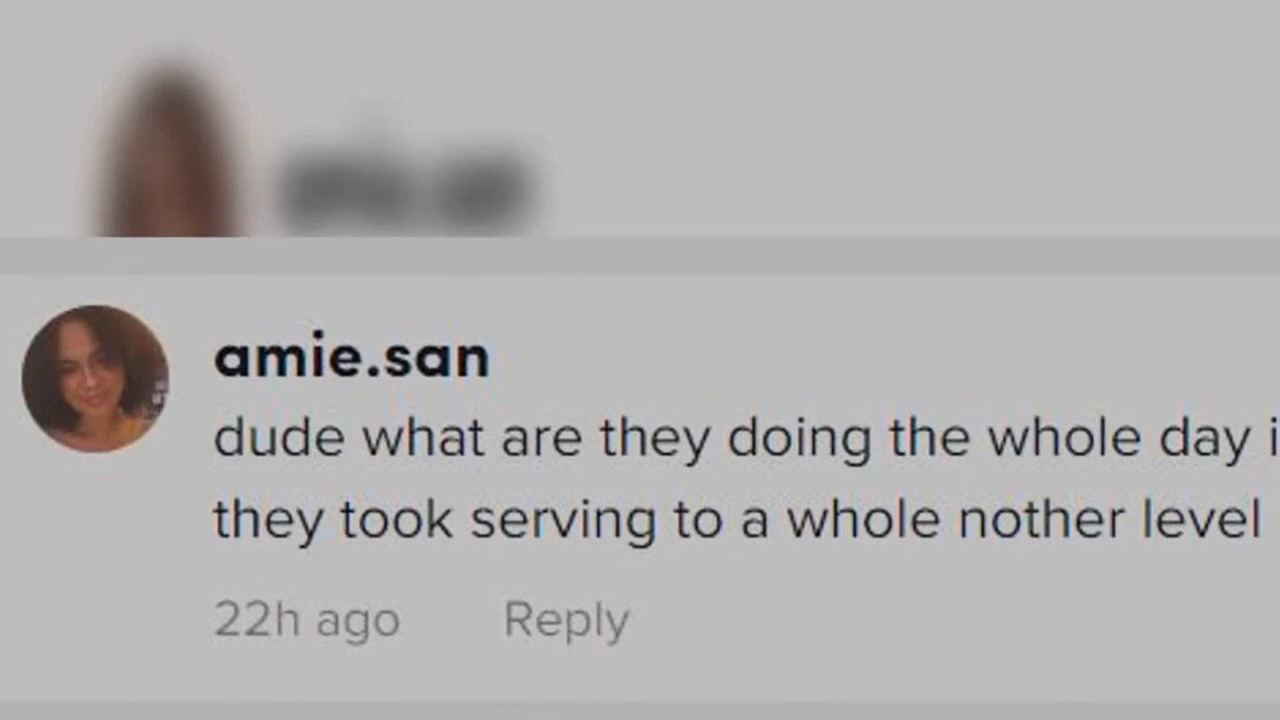 amie.san
dude what are they doing the whole day i
they took serving to a whole nother level
22h ago Reply